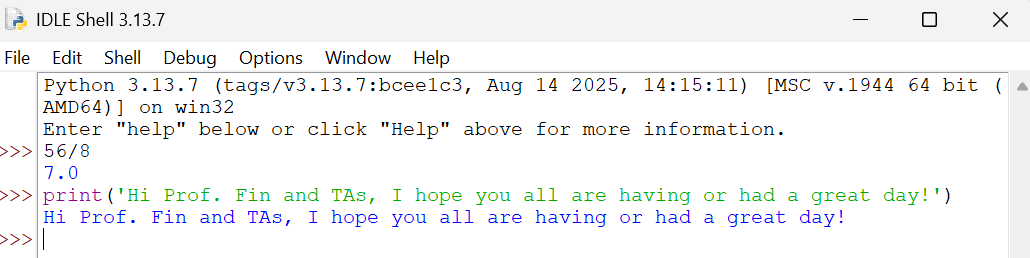 IDLE Shell 3.13.7
File Edit Shell Debug Options Window Help
Python 3.13.7 (tags/v3.13.7:bcee1c3, Aug 14 2025, 14:15:11) [MSC v.1944 64 bit (
AMD64)] on win32
Enter "help" below or click "Help" above for more information.
>>> 56/8
7.0
>>> print('Hi Prof. Fin and TAs, I hope you all are having or had a great day!')
Hi Prof. Fin and TAs, I hope you all are having or had a great day!
>>>